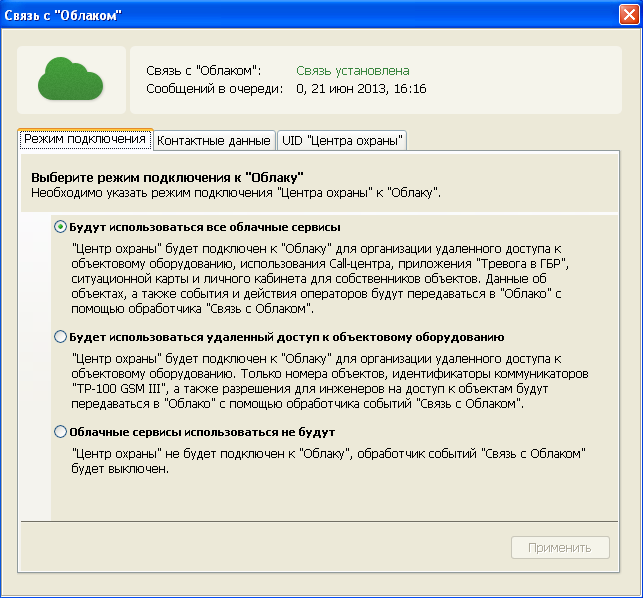 Связь с "Облаком"
Связь с "Облаком": Связь установлена
Сообщений в очереди: 0, 21 июн 2013, 16:16
Режим подключения Контактные данные UID "Центра охраны"
Выберите режим подключения к "Облаку"
Необходимо указать режим подключения "Центра охраны" к "Облаку".
Будут использоваться все облачные сервисы
"Центр охраны" будет подключен к "Облаку" для организации удаленного доступа к
объектовому оборудованию, использования Call-центра, приложения "Тревога в ГБР",
ситуационной карты и личного кабинета для собственников объектов. Данные об
объектах, а также события и действия операторов будут передаваться в "Облако" с
помощью обработчика "Связь с Облаком".
Будет использоваться удаленный доступ к объектовому оборудованию
"Центр охраны" будет подключен к "Облаку" для организации удаленного доступа к
объектовому оборудованию. Только номера объектов, идентификаторы коммуникаторов
"TP-100 GSM III", а также разрешения для инженеров на доступ к объектам будут
передаваться в "Облако" с помощью обработчика событий "Связь с Облаком".
Облачные сервисы использоваться не будут
"Центр охраны" не будет подключен к "Облаку", обработчик событий "Связь с Облаком"
будет выключен.
Применить